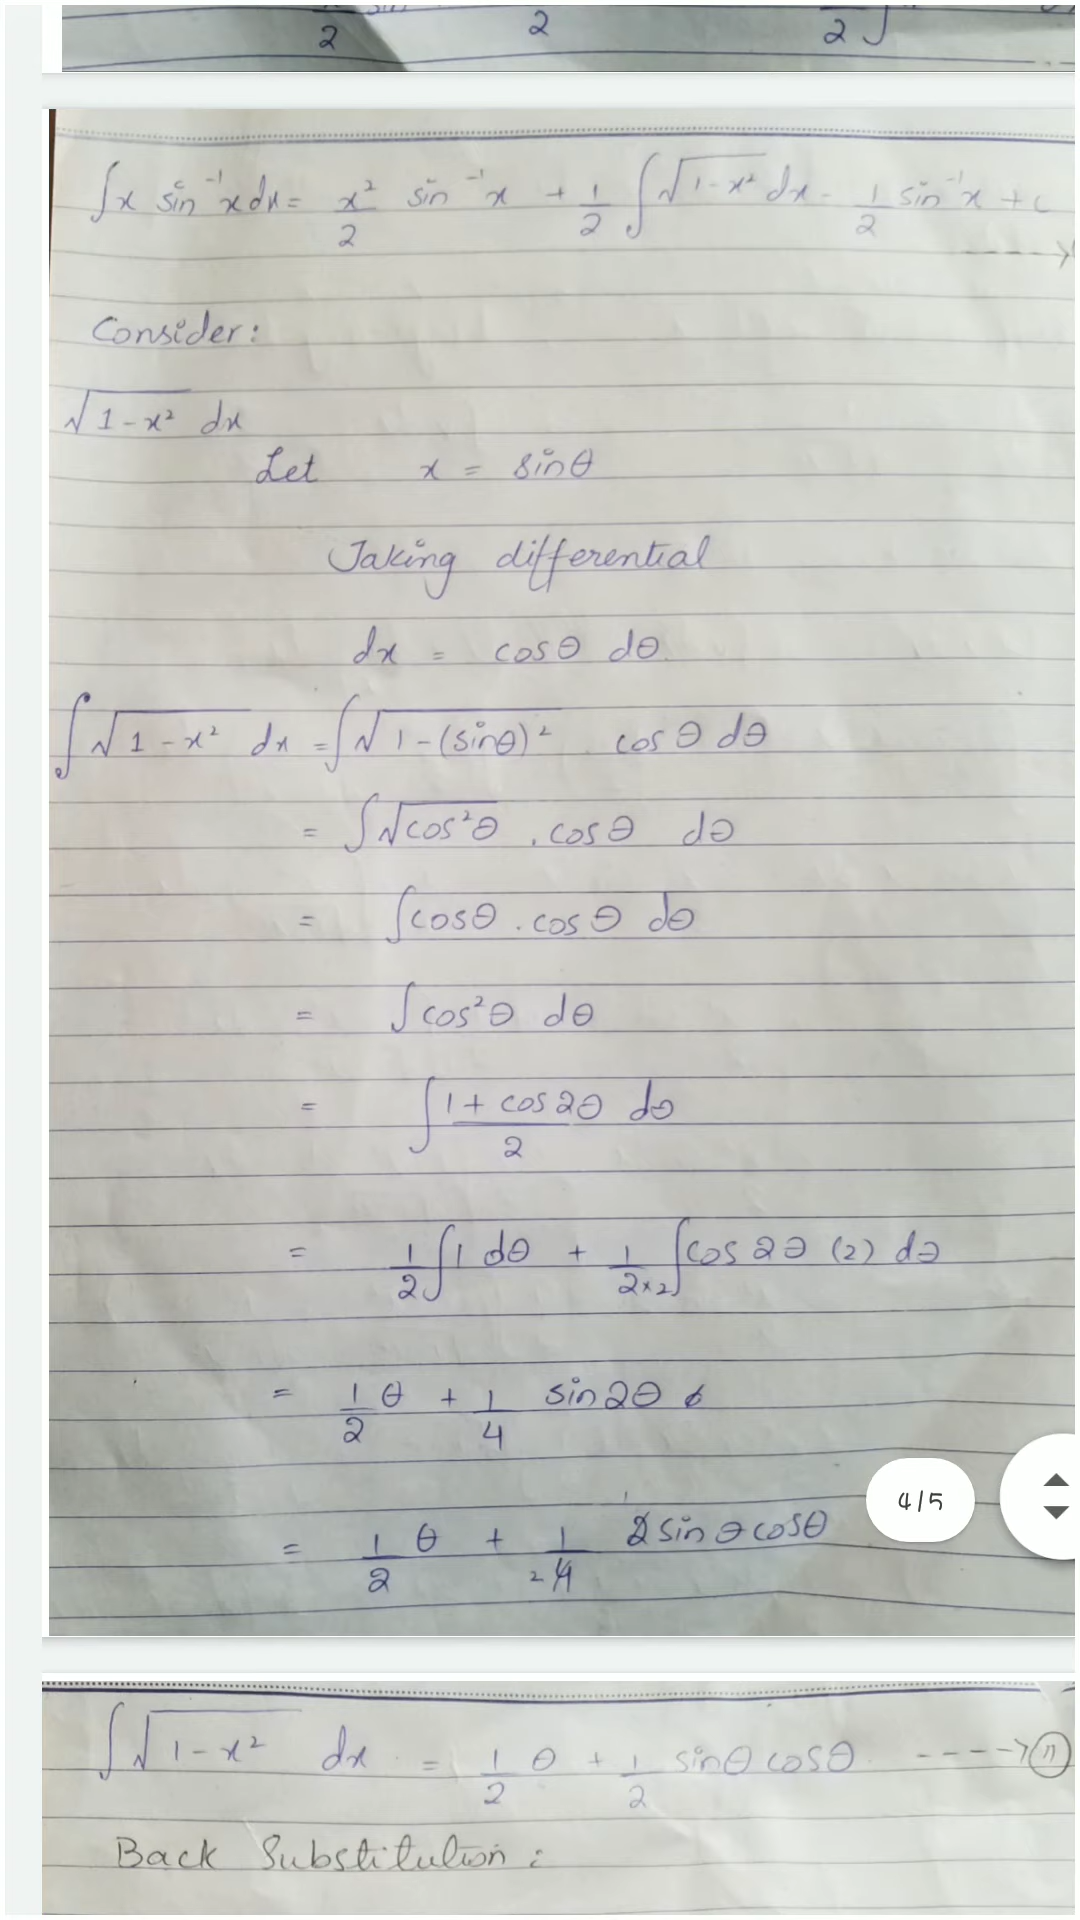 2 2 2
∫x sin⁻¹x dx = x²/2 sin⁻¹x + 1/2 ∫√1-x² dx - 1/2 sin⁻¹x + c
---->
Consider:
√1-x² dx
Let x = sinθ
Taking differential
dx = cosθ dθ
∫√1-x² dx = ∫√1-(sinθ)² . cosθ dθ
= ∫√cos²θ . cosθ dθ
= ∫cosθ . cosθ dθ
= ∫cos²θ dθ
= ∫1+cos2θ/2 dθ
= 1/2 ∫1 dθ + 1/2×2 ∫cos2θ (2) dθ
= 1/2 θ + 1/4 sin2θ
= 1/2 θ + 1/4 2sinθcosθ
4/5
∫√1-x² dx = 1/2 θ + 1/2 sinθcosθ ---->(II)
Back Substitution: